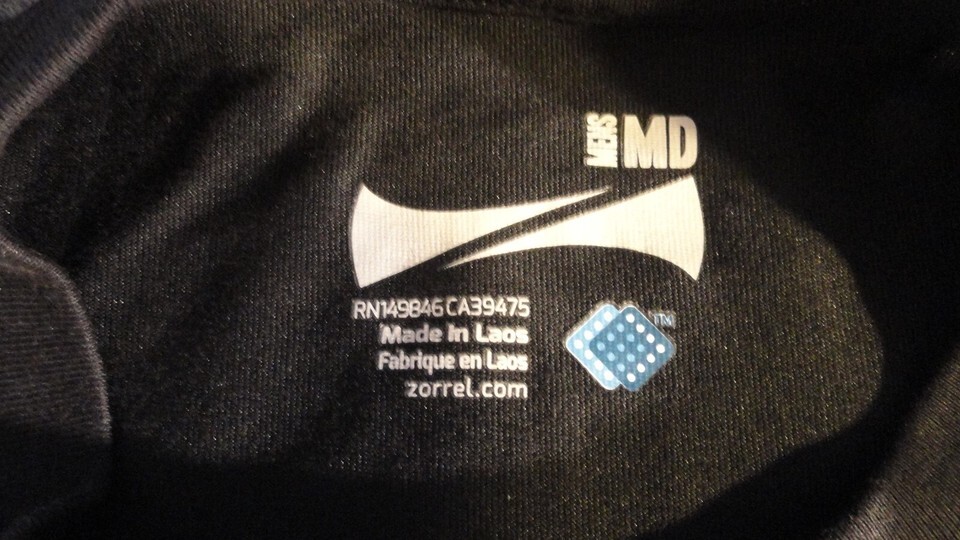 MENS MD
RN149846 CA39475
Made In Laos
Fabrique en Laos
zorrel.com
TM